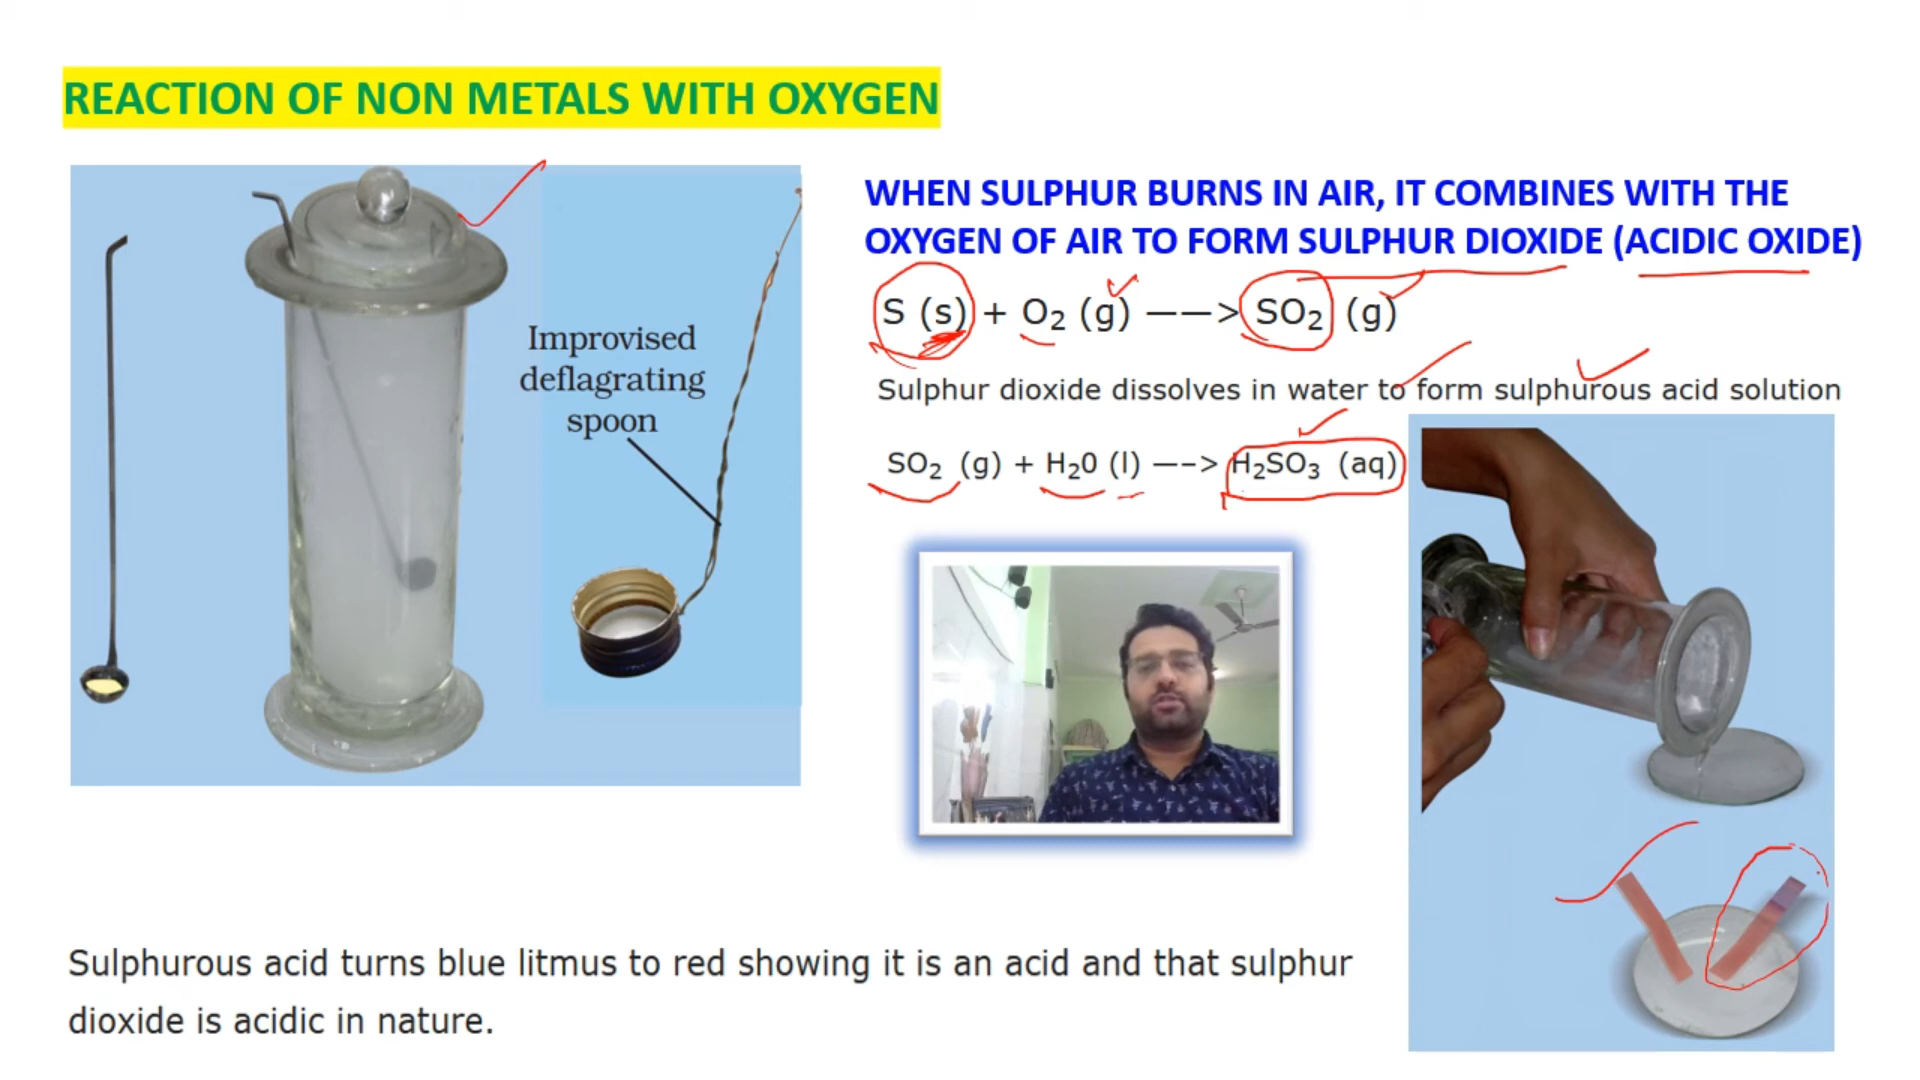 REACTION OF NON METALS WITH OXYGEN
WHEN SULPHUR BURNS IN AIR, IT COMBINES WITH THE
OXYGEN OF AIR TO FORM SULPHUR DIOXIDE (ACIDIC OXIDE)
S (s) + O₂ (g) ——> SO₂ (g)
Sulphur dioxide dissolves in water to form sulphurous acid solution
SO₂ (g) + H₂0 (l) —–> H₂SO₃ (aq)
Improvised
deflagrating
spoon
Sulphurous acid turns blue litmus to red showing it is an acid and that sulphur
dioxide is acidic in nature.